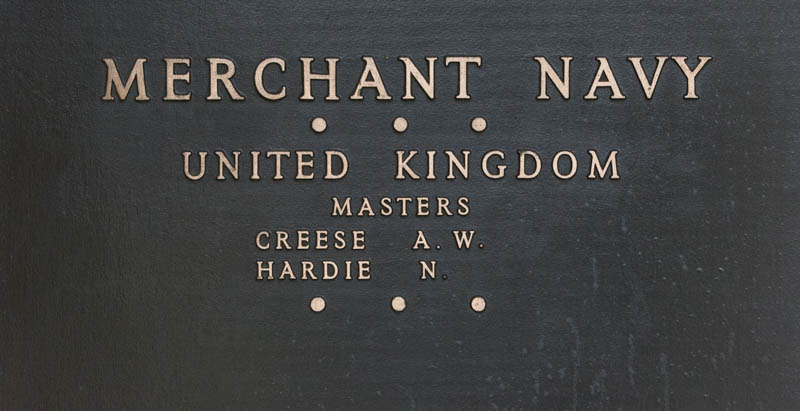 MERCHANT NAVY
UNITED KINGDOM
MASTERS
CREESE A. W.
HARDIE N.